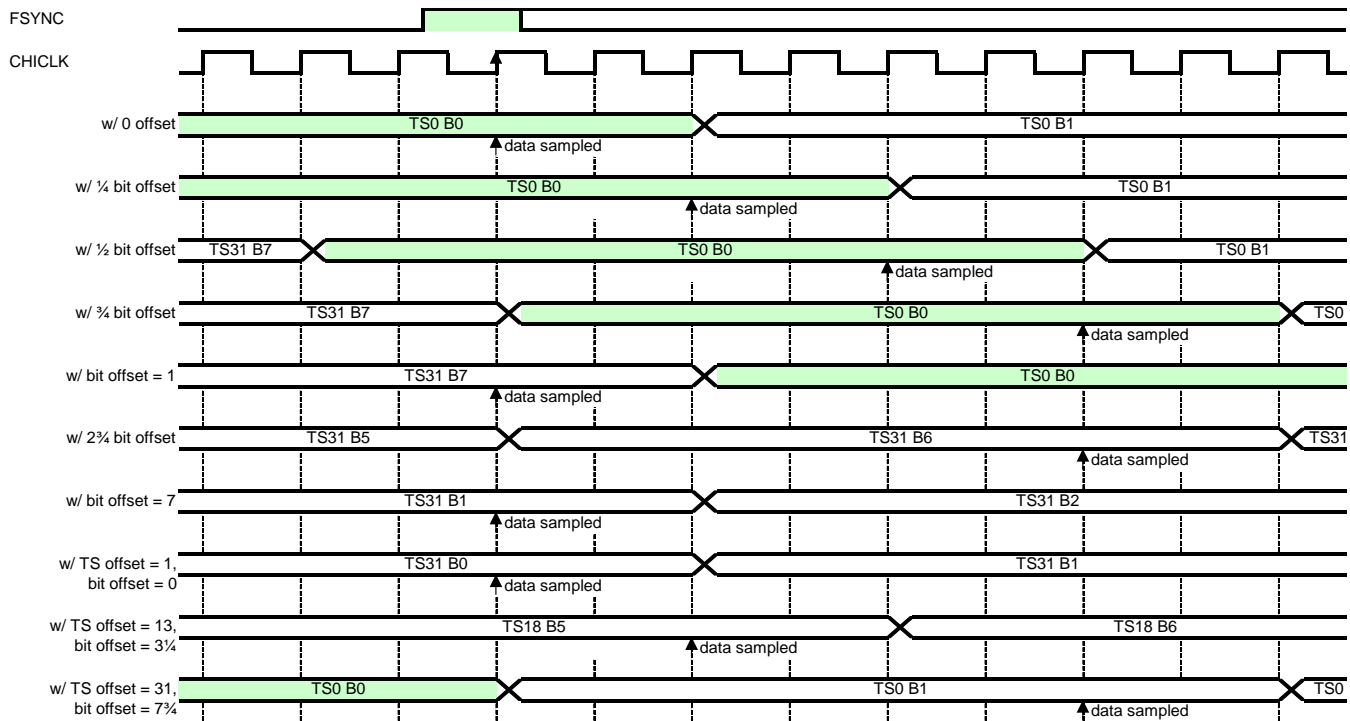 FSYNC
CHICLK
w/ 0 offset TS0 B0 TS0 B1
data sampled
w/ ¼ bit offset TS0 B0 TS0 B1
data sampled
w/ ½ bit offset TS31 B7 TS0 B0 TS0 B1
data sampled
w/ ¾ bit offset TS31 B7 TS0 B0 TS0
data sampled
w/ bit offset = 1 TS31 B7 TS0 B0
data sampled
w/ 2¾ bit offset TS31 B5 TS31 B6 TS31
data sampled
w/ bit offset = 7 TS31 B1 TS31 B2
data sampled
w/ TS offset = 1, TS31 B0 TS31 B1
bit offset = 0 data sampled
w/ TS offset = 13, TS18 B5 TS18 B6
bit offset = 3¼ data sampled
w/ TS offset = 31, TS0 B0 TS0 B1 TS0
bit offset = 7¾ data sampled